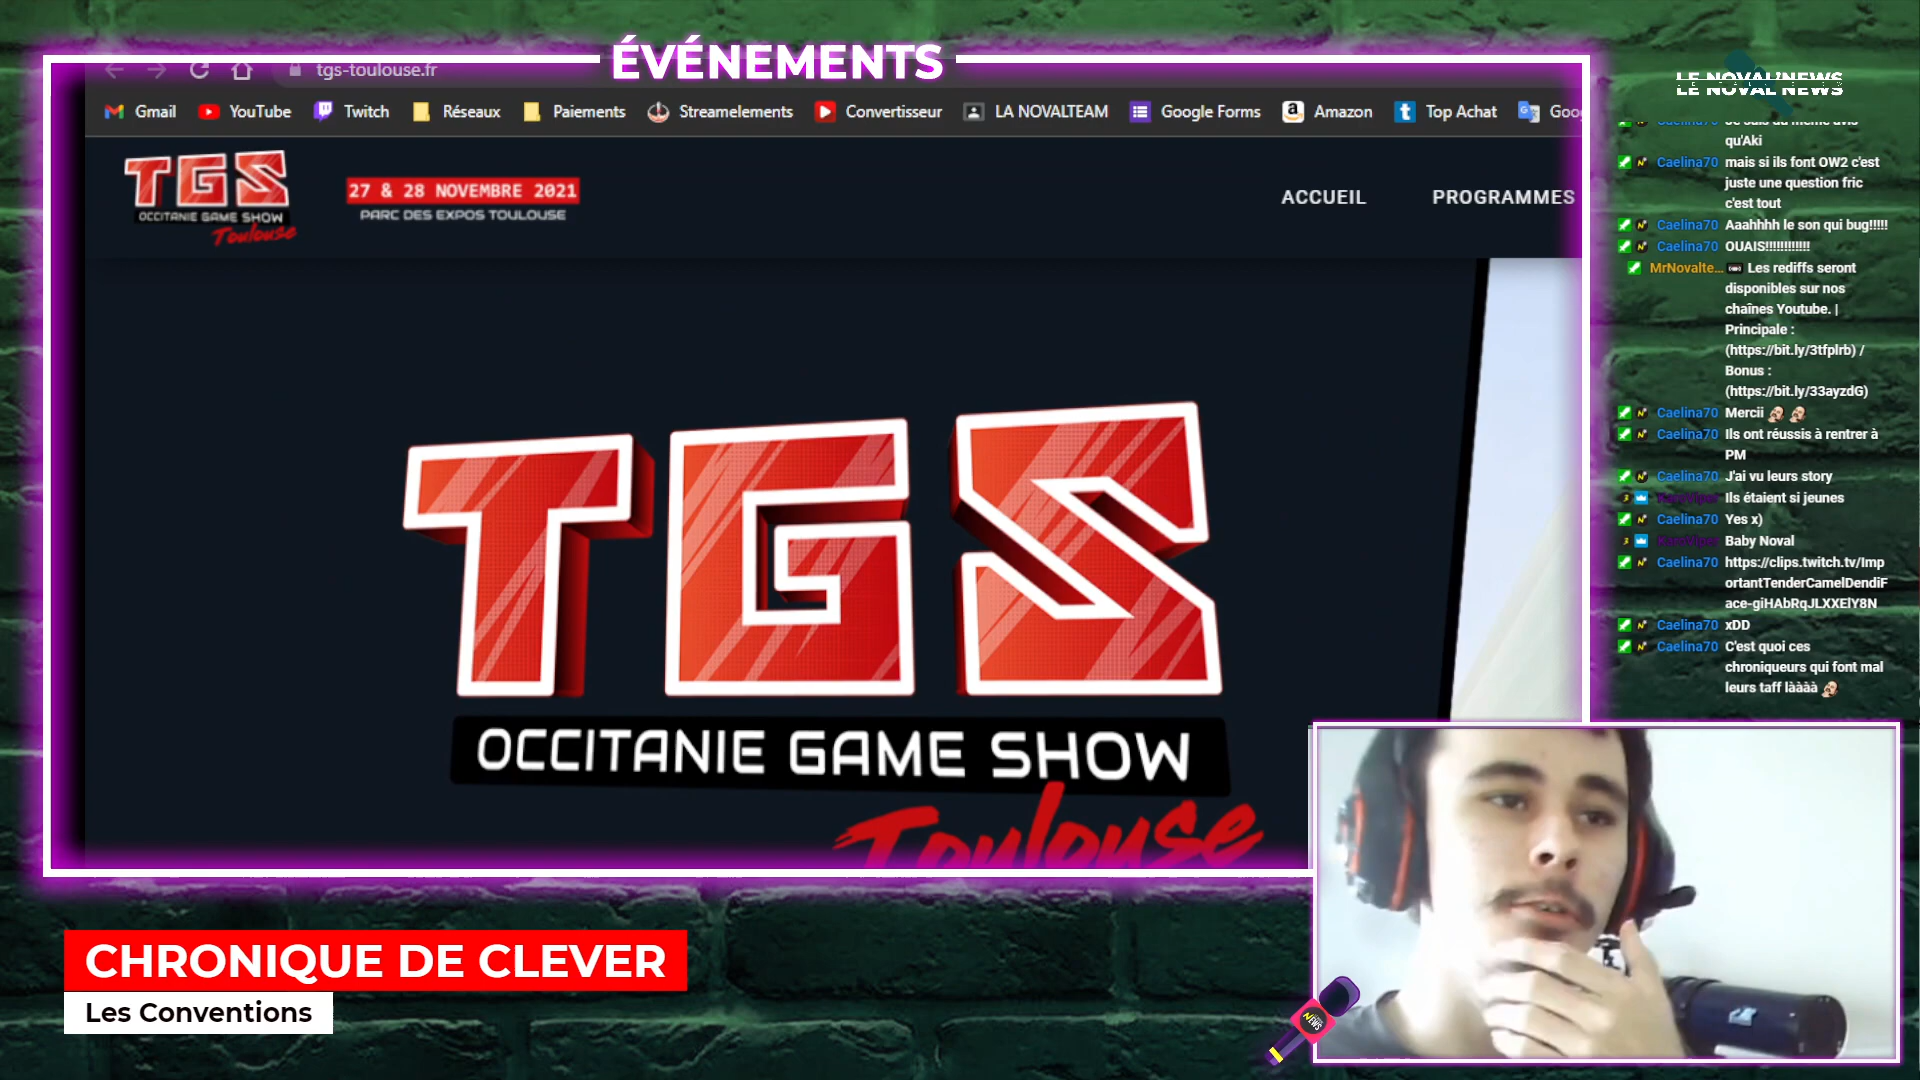 ÉVÉNEMENTS
tgs-toulouse.fr
Gmail YouTube Twitch Réseaux Paiements Streamelements Convertisseur LA NOVALTEAM Google Forms Amazon Top Achat
TGS
OCCITANIE GAME SHOW
Toulouse
27 & 28 NOVEMBRE 2021
PARC DES EXPOS TOULOUSE
ACCUEIL PROGRAMMES
TGS
OCCITANIE GAME SHOW
Toulouse
CHRONIQUE DE CLEVER
Les Conventions
NEWS
LE NOVAL'NEWS
qu'Aki
Caelina70 mais si ils font OW2 c'est
juste une question fric
c'est tout
Caelina70 Aaahhhh le son qui bug!!!!!
Caelina70 OUAIS!!!!!!!!!!!!
MrNovalte... Les rediffs seront
disponibles sur nos
chaînes Youtube. |
Principale :
(https://bit.ly/3tfplrb) /
Bonus :
(https://bit.ly/33ayzdG)
Caelina70 Mercii
Caelina70 Ils ont réussis à rentrer à
PM
Caelina70 J'ai vu leurs story
Ils étaient si jeunes
Caelina70 Yes x)
Baby Noval
Caelina70 https://clips.twitch.tv/Imp
ortantTenderCamelDendiF
ace-giHAbRqJLXXElY8N
Caelina70 xDD
Caelina70 C'est quoi ces
chroniqueurs qui font mal
leurs taff làààà